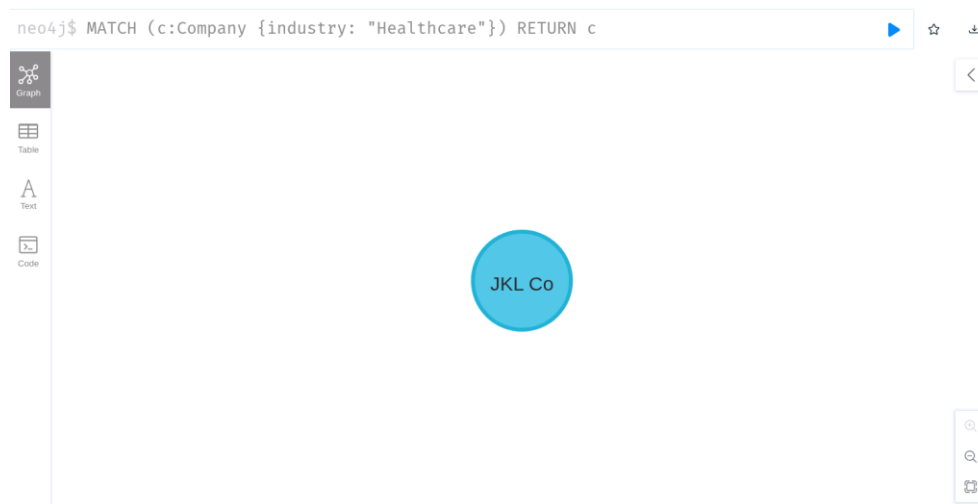 neo4j$ MATCH (c:Company {industry: "Healthcare"}) RETURN c
Graph
Table
A
Text
Code
JKL Co